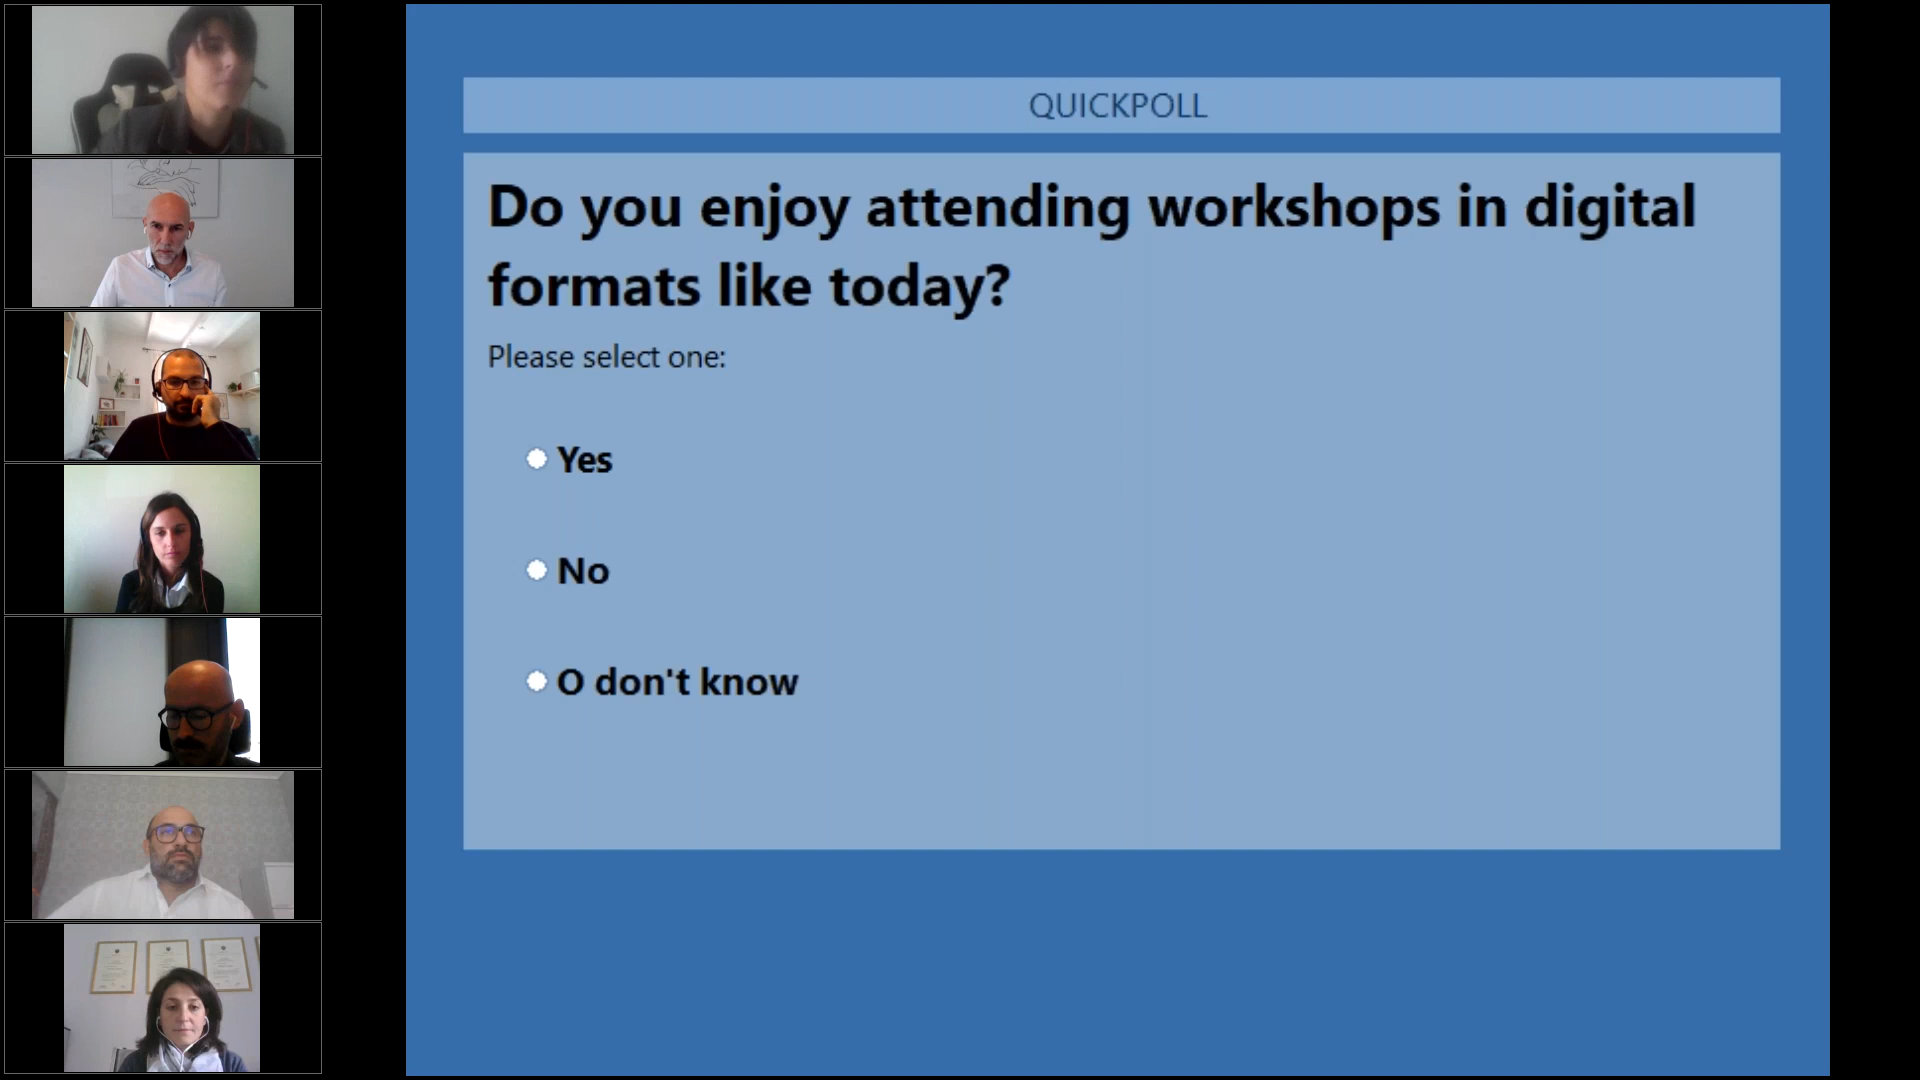 QUICKPOLL
Do you enjoy attending workshops in digital
formats like today?
Please select one:
Yes
No
O don't know